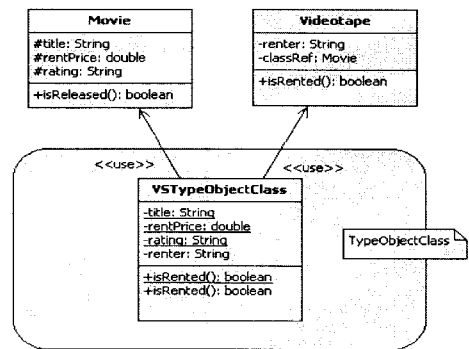 Movie
#title: String
#rentPrice: double
#rating: String
+isReleased(): boolean
Videotape
-renter: String
-classRef: Movie
+isRented(): boolean
<<use>>
<<use>>
VSTypeObjectClass
-title: String
-rentPrice: double
-rating: String
-renter: String
+isRented(): boolean
+isRented(): boolean
TypeObjectClass